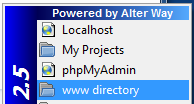 Powered by Alter Way
Localhost
My Projects
phpMyAdmin
www directory
2.5